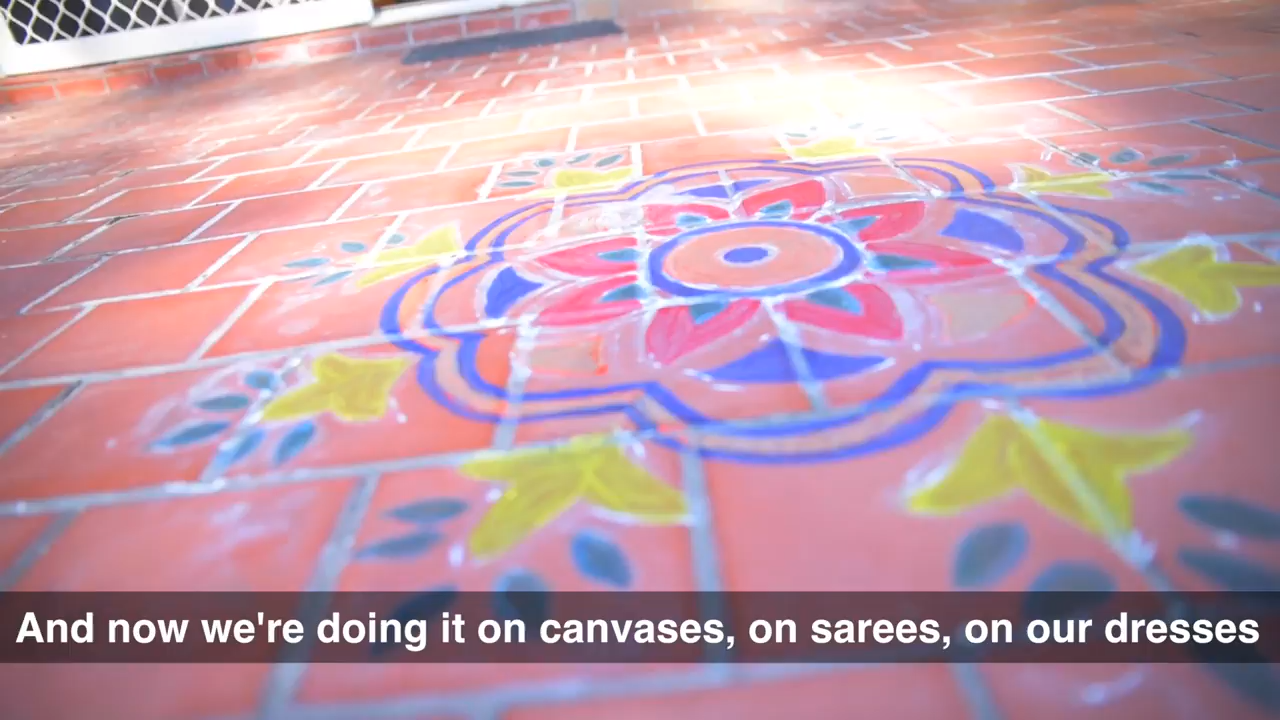 And now we're doing it on canvases, on sarees, on our dresses